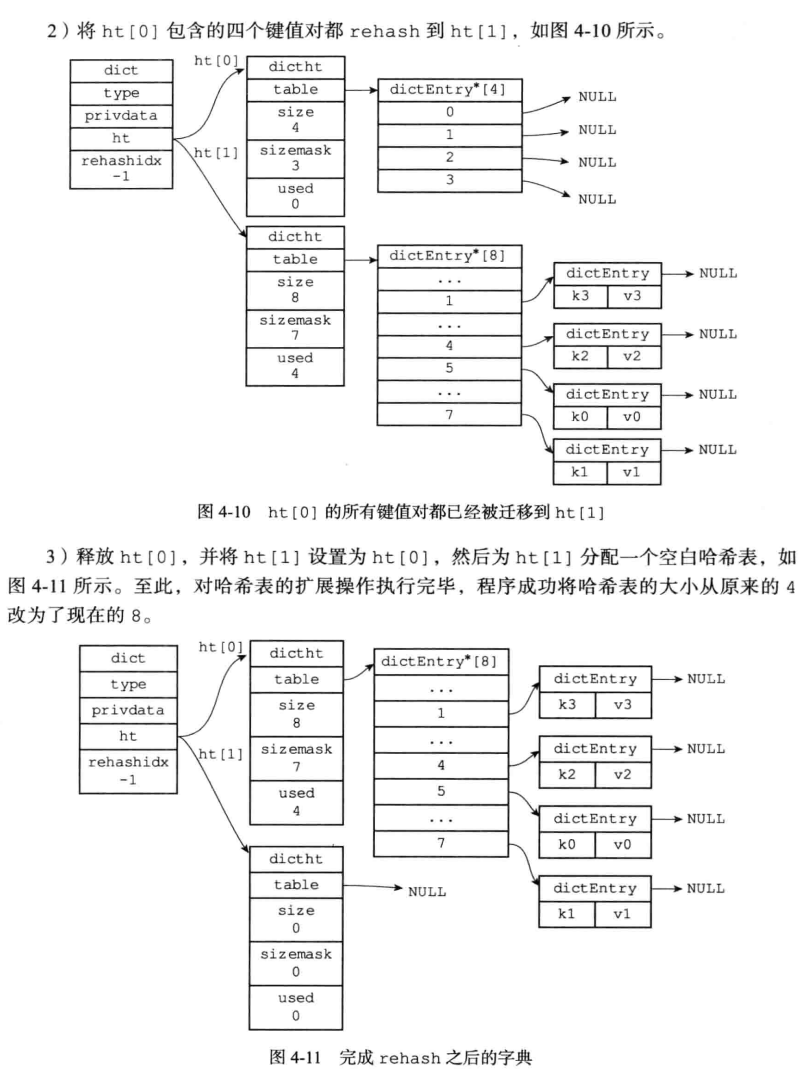 2）将 ht[0] 包含的四个键值对都 rehash 到 ht[1]，如图 4-10 所示。
dict
type
privdata
ht
rehashidx
-1
ht[0]
ht[1]
dictht
table
size
4
sizemask
3
used
0
dictEntry*[4]
0
1
2
3
NULL
NULL
NULL
NULL
dictht
table
size
8
sizemask
7
used
4
dictEntry*[8]
...
1
...
4
5
...
7
dictEntry
k3 v3
NULL
dictEntry
k2 v2
NULL
dictEntry
k0 v0
NULL
dictEntry
k1 v1
NULL
图 4-10 ht[0] 的所有键值对都已经被迁移到 ht[1]
3）释放 ht[0]，并将 ht[1] 设置为 ht[0]，然后为 ht[1] 分配一个空白哈希表，如
图 4-11 所示。至此，对哈希表的扩展操作执行完毕，程序成功将哈希表的大小从原来的 4
改为了现在的 8。
dict
type
privdata
ht
rehashidx
-1
ht[0]
ht[1]
dictht
table
size
8
sizemask
7
used
4
dictEntry*[8]
...
1
...
4
5
...
7
dictEntry
k3 v3
NULL
dictEntry
k2 v2
NULL
dictEntry
k0 v0
NULL
dictEntry
k1 v1
NULL
dictht
table
size
0
sizemask
0
used
0
NULL
图 4-11 完成 rehash 之后的字典